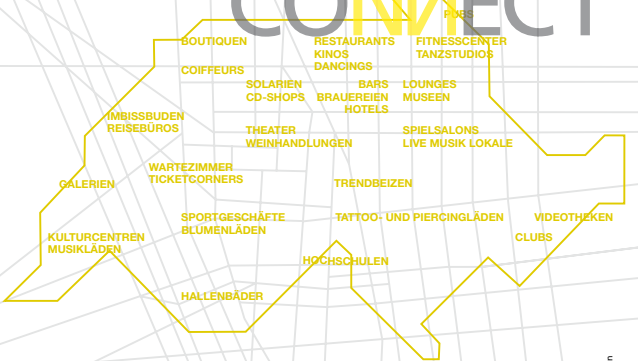 CONNECT
PUBS
BOUTIQUEN
RESTAURANTS
KINOS
DANCINGS
FITNESSCENTER
TANZSTUDIOS
COIFFEURS
SOLARIEN
CD-SHOPS
BARS
BRAUEREIEN
HOTELS
LOUNGES
MUSEEN
IMBISSBUDEN
REISEBÜROS
THEATER
WEINHANDLUNGEN
SPIELSALONS
LIVE MUSIK LOKALE
WARTEZIMMER
TICKETCORNERS
GALERIEN
TRENDBEIZEN
SPORTGESCHÄFTE
BLUMENLÄDEN
TATTOO- UND PIERCINGLÄDEN
VIDEOTHEKEN
KULTURCENTREN
MUSIKLÄDEN
CLUBS
HOCHSCHULEN
HALLENBÄDER